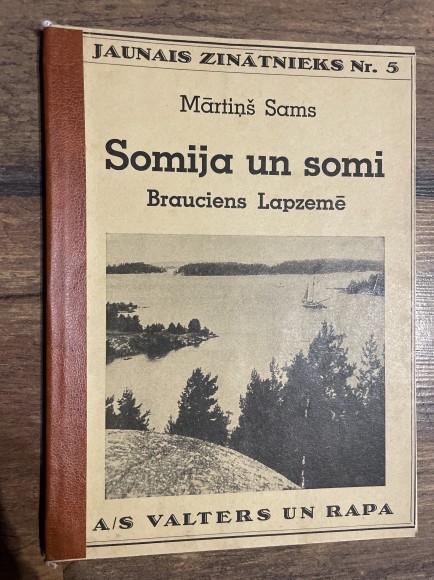 JAUNAIS ZINĀTNIEKS Nr. 5
Mārtiņš Sams
Somija un somi
Brauciens Lapzemē
A/S VALTERS UN RAPA